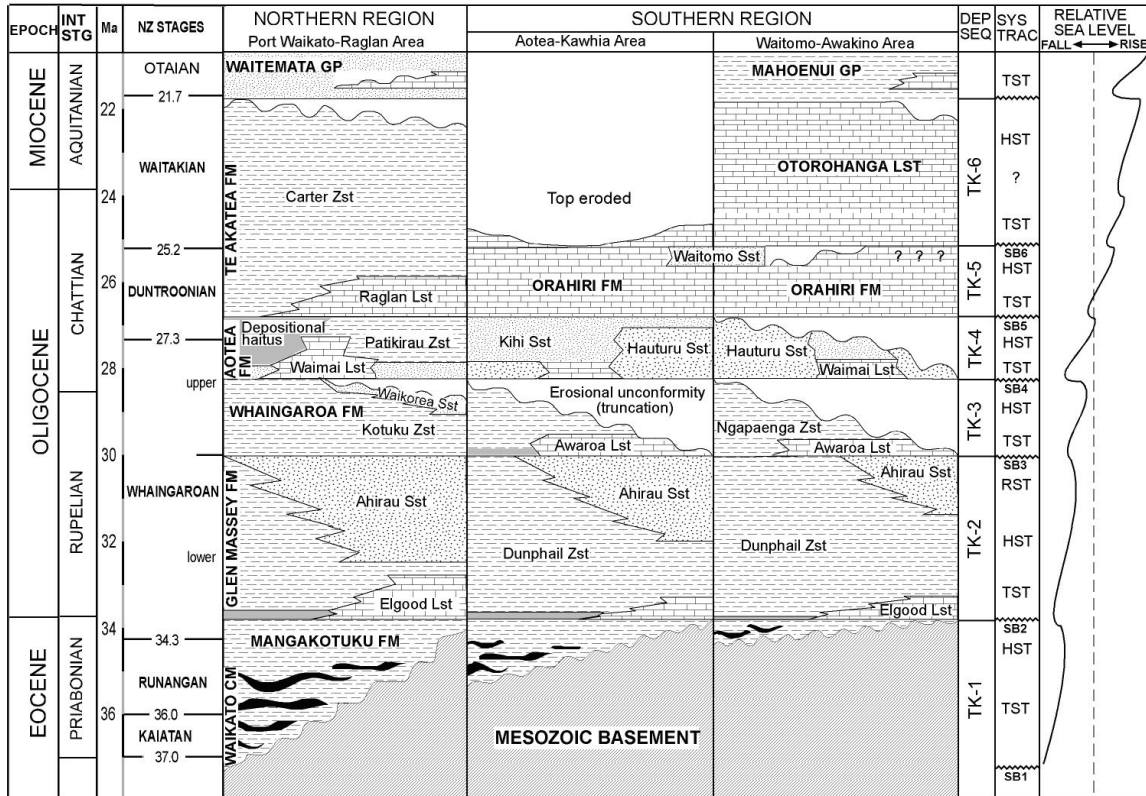 EPOCH
INT STG
Ma
NZ STAGES
NORTHERN REGION
Port Waikato-Raglan Area
SOUTHERN REGION
Aotea-Kawhia Area
Waitomo-Awakino Area
DEP SEQ
SYS TRAC
RELATIVE
SEA LEVEL
FALL
RISE
MIOCENE
OLIGOCENE
EOCENE
AQUITANIAN
CHATTIAN
RUPELIAN
PRIABONIAN
22
24
26
28
30
32
34
36
OTAIAN
21.7
WAITAKIAN
25.2
DUNTROONIAN
27.3
upper
WHAINGAROAN
lower
34.3
RUNANGAN
36.0
KAIATAN
37.0
WAITEMATA GP
TE AKATEA FM
Carter Zst
Raglan Lst
AOTEA FM
Depositional
haitus
Patikirau Zst
Waimai Lst
Waikorea Sst
WHAINGAROA FM
Kotuku Zst
GLEN MASSEY FM
Ahirau Sst
Elgood Lst
MANGAKOTUKU FM
WAIKATO CM
Top eroded
Waitomo Sst
ORAHIRI FM
Kihi Sst
Hauturu Sst
Erosional unconformity
(truncation)
Awaroa Lst
Ahirau Sst
Dunphail Zst
MESOZOIC BASEMENT
MAHOENUI GP
OTOROHANGA LST
? ? ?
ORAHIRI FM
Hauturu Sst
Waimai Lst
Ngapaenga Zst
Awaroa Lst
Ahirau Sst
Dunphail Zst
Elgood Lst
TK-6
TK-5
TK-4
TK-3
TK-2
TK-1
TST
HST
?
TST
SB6
HST
TST
SB5
HST
TST
SB4
HST
TST
SB3
RST
HST
TST
SB2
HST
TST
SB1